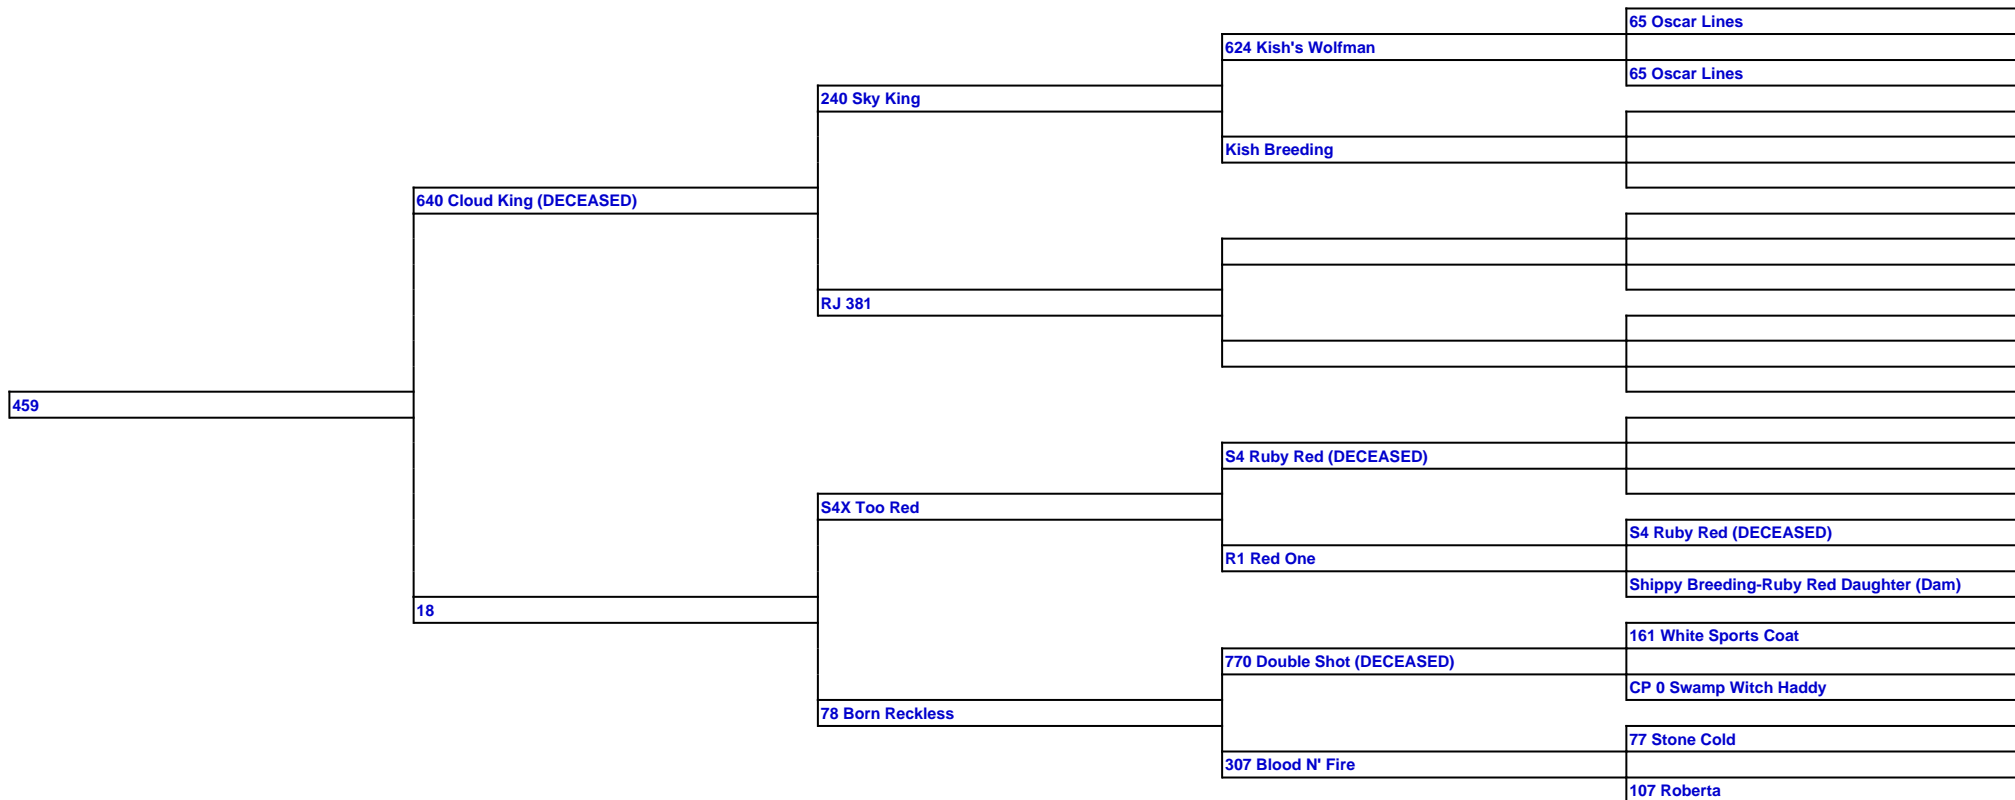 65 Oscar Lines
624 Kish's Wolfman
65 Oscar Lines
240 Sky King
Kish Breeding
640 Cloud King (DECEASED)
RJ 381
459
S4 Ruby Red (DECEASED)
S4X Too Red
S4 Ruby Red (DECEASED)
R1 Red One
Shippy Breeding-Ruby Red Daughter (Dam)
18
161 White Sports Coat
770 Double Shot (DECEASED)
CP 0 Swamp Witch Haddy
78 Born Reckless
77 Stone Cold
307 Blood N' Fire
107 Roberta